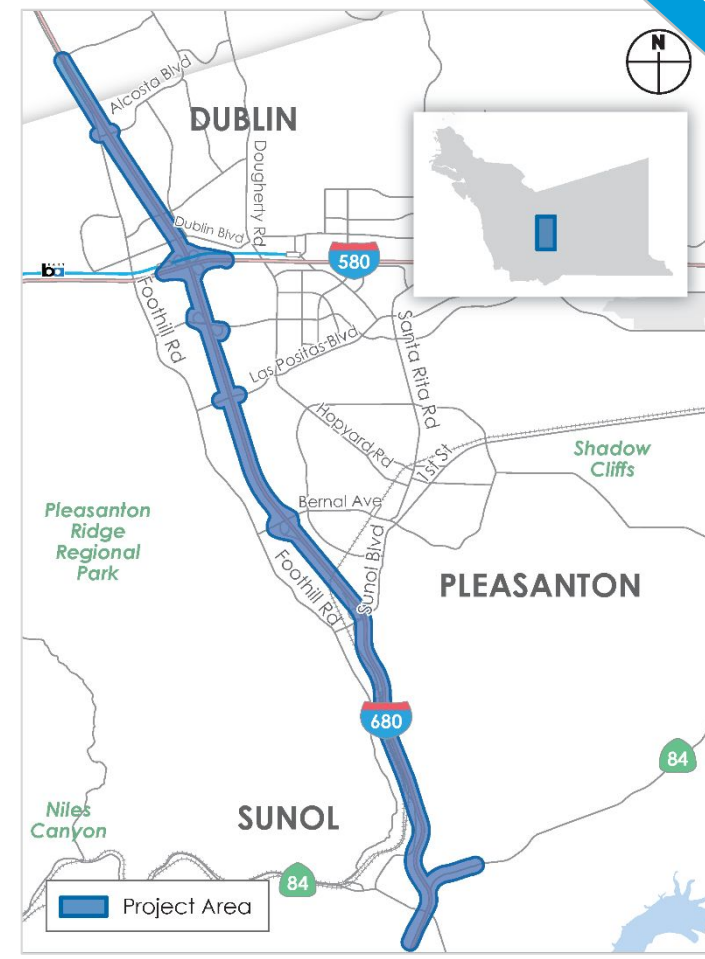 N
Alcosta Blvd
DUBLIN
Dougherty Rd
Dublin Blvd
580
ba
Foothill Rd
Santa Rita Rd
Las Positas Blvd
Hopyard Rd
1st St
Shadow
Cliffs
Bernal Ave
Pleasanton
Ridge
Regional
Park
Sunol Blvd
Foothill Rd
PLEASANTON
680
84
Niles
Canyon
SUNOL
84
Project Area